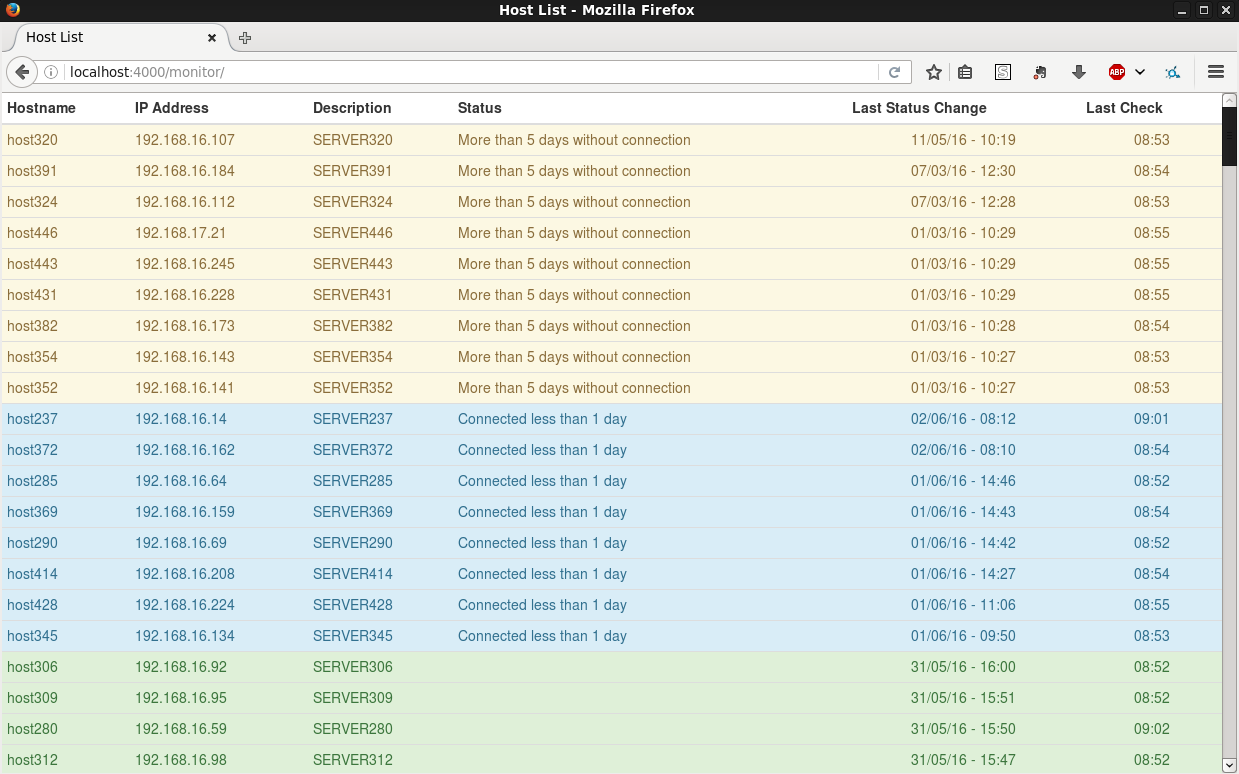 Host List - Mozilla Firefox
Host List
localhost:4000/monitor/
S
ABP
Hostname IP Address Description Status Last Status Change Last Check
host320 192.168.16.107 SERVER320 More than 5 days without connection 11/05/16 - 10:19 08:53
host391 192.168.16.184 SERVER391 More than 5 days without connection 07/03/16 - 12:30 08:54
host324 192.168.16.112 SERVER324 More than 5 days without connection 07/03/16 - 12:28 08:53
host446 192.168.17.21 SERVER446 More than 5 days without connection 01/03/16 - 10:29 08:55
host443 192.168.16.245 SERVER443 More than 5 days without connection 01/03/16 - 10:29 08:55
host431 192.168.16.228 SERVER431 More than 5 days without connection 01/03/16 - 10:29 08:55
host382 192.168.16.173 SERVER382 More than 5 days without connection 01/03/16 - 10:28 08:54
host354 192.168.16.143 SERVER354 More than 5 days without connection 01/03/16 - 10:27 08:53
host352 192.168.16.141 SERVER352 More than 5 days without connection 01/03/16 - 10:27 08:53
host237 192.168.16.14 SERVER237 Connected less than 1 day 02/06/16 - 08:12 09:01
host372 192.168.16.162 SERVER372 Connected less than 1 day 02/06/16 - 08:10 08:54
host285 192.168.16.64 SERVER285 Connected less than 1 day 01/06/16 - 14:46 08:52
host369 192.168.16.159 SERVER369 Connected less than 1 day 01/06/16 - 14:43 08:54
host290 192.168.16.69 SERVER290 Connected less than 1 day 01/06/16 - 14:42 08:52
host414 192.168.16.208 SERVER414 Connected less than 1 day 01/06/16 - 14:27 08:54
host428 192.168.16.224 SERVER428 Connected less than 1 day 01/06/16 - 11:06 08:55
host345 192.168.16.134 SERVER345 Connected less than 1 day 01/06/16 - 09:50 08:53
host306 192.168.16.92 SERVER306 31/05/16 - 16:00 08:52
host309 192.168.16.95 SERVER309 31/05/16 - 15:51 08:52
host280 192.168.16.59 SERVER280 31/05/16 - 15:50 09:02
host312 192.168.16.98 SERVER312 31/05/16 - 15:47 08:52